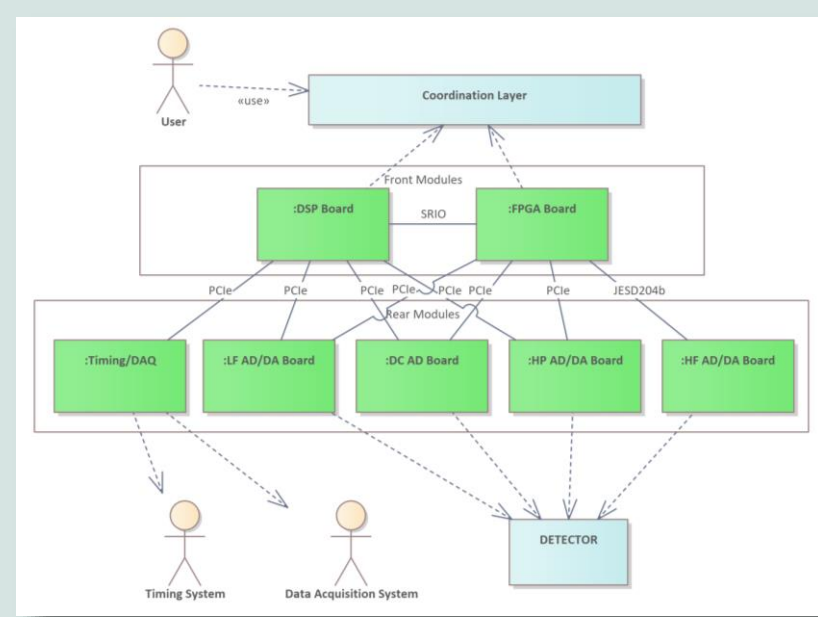 User
«use»
Coordination Layer
Front Modules
:DSP Board
SRIO
:FPGA Board
PCIe
PCIe
PCIe
PCIe
PCIe
PCIe
PCIe
JESD204b
Rear Modules
:Timing/DAQ
:LF AD/DA Board
:DC AD Board
:HP AD/DA Board
:HF AD/DA Board
DETECTOR
Timing System
Data Acquisition System